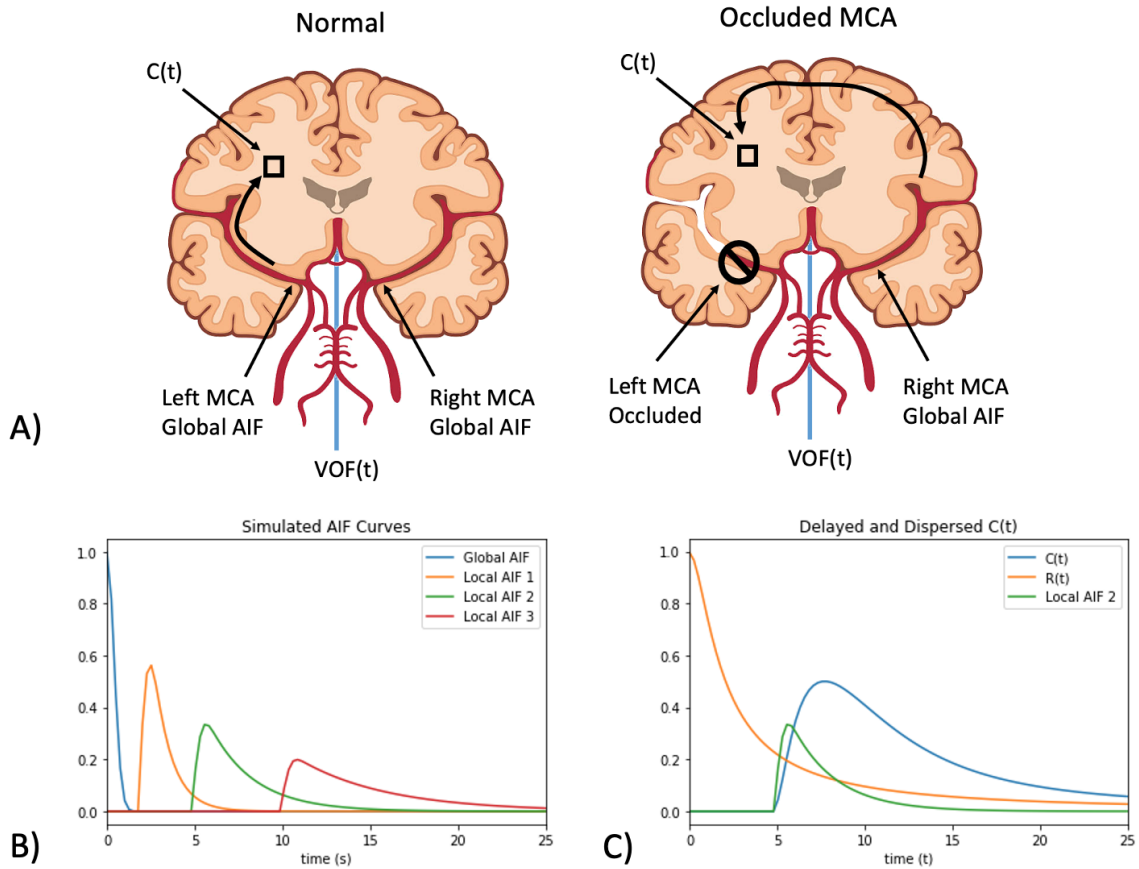 Normal
C(t)
Left MCA
Global AIF
Right MCA
Global AIF
VOF(t)
Occluded MCA
C(t)
Left MCA
Occluded
Right MCA
Global AIF
VOF(t)
A)
Simulated AIF Curves
1.0
0.8
0.6
0.4
0.2
0.0
Global AIF
Local AIF 1
Local AIF 2
Local AIF 3
0 5 10 15 20 25
time (s)
B)
Delayed and Dispersed C(t)
1.0
0.8
0.6
0.4
0.2
0.0
C(t)
R(t)
Local AIF 2
0 5 10 15 20 25
time (t)
C)